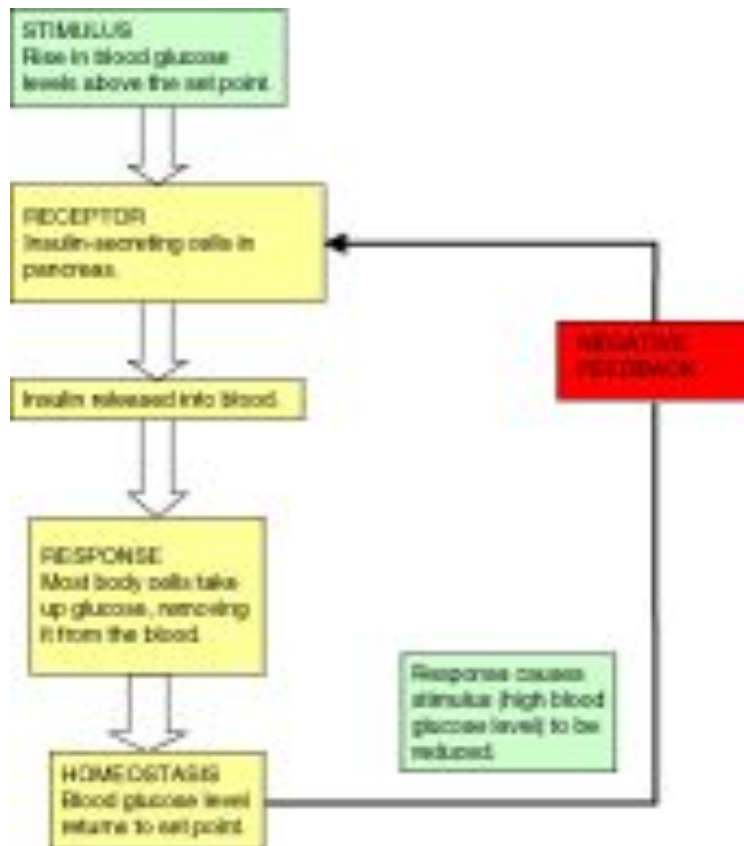 STIMULUS
Rise in blood glucose
levels above the set point.
RECEPTOR
Insulin-secreting cells in
pancreas.
NEGATIVE
FEEDBACK
Insulin released into blood.
RESPONSE
Most body cells take
up glucose, removing
it from the blood.
Response causes
stimulus (high blood
glucose level) to be
reduced.
HOMEOSTASIS
Blood glucose level
returns to set point.